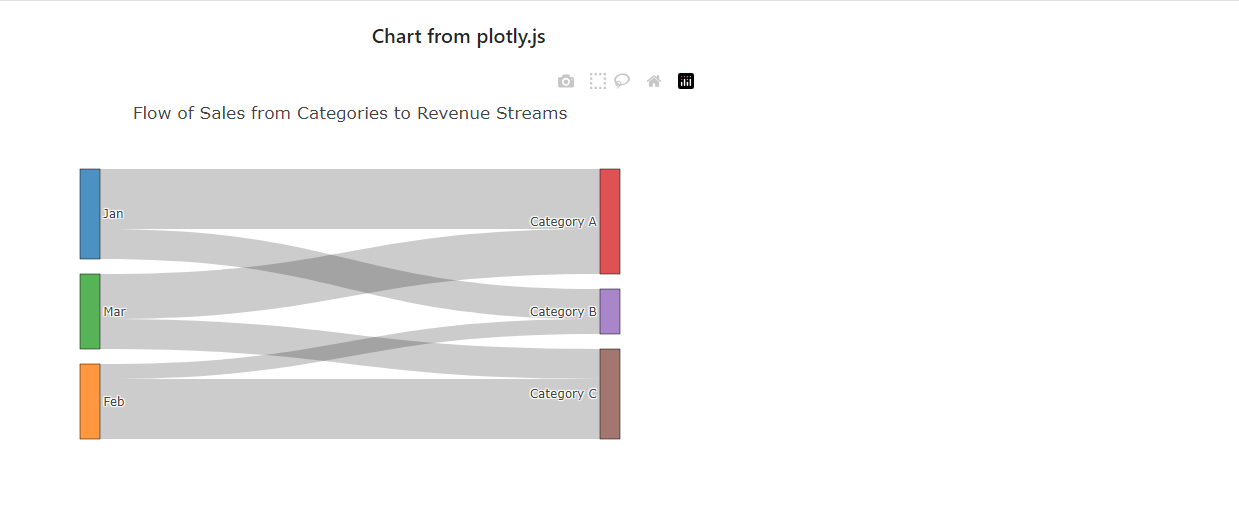 Chart from plotly.js
Flow of Sales from Categories to Revenue Streams
Jan
Category A
Mar
Category B
Category C
Feb